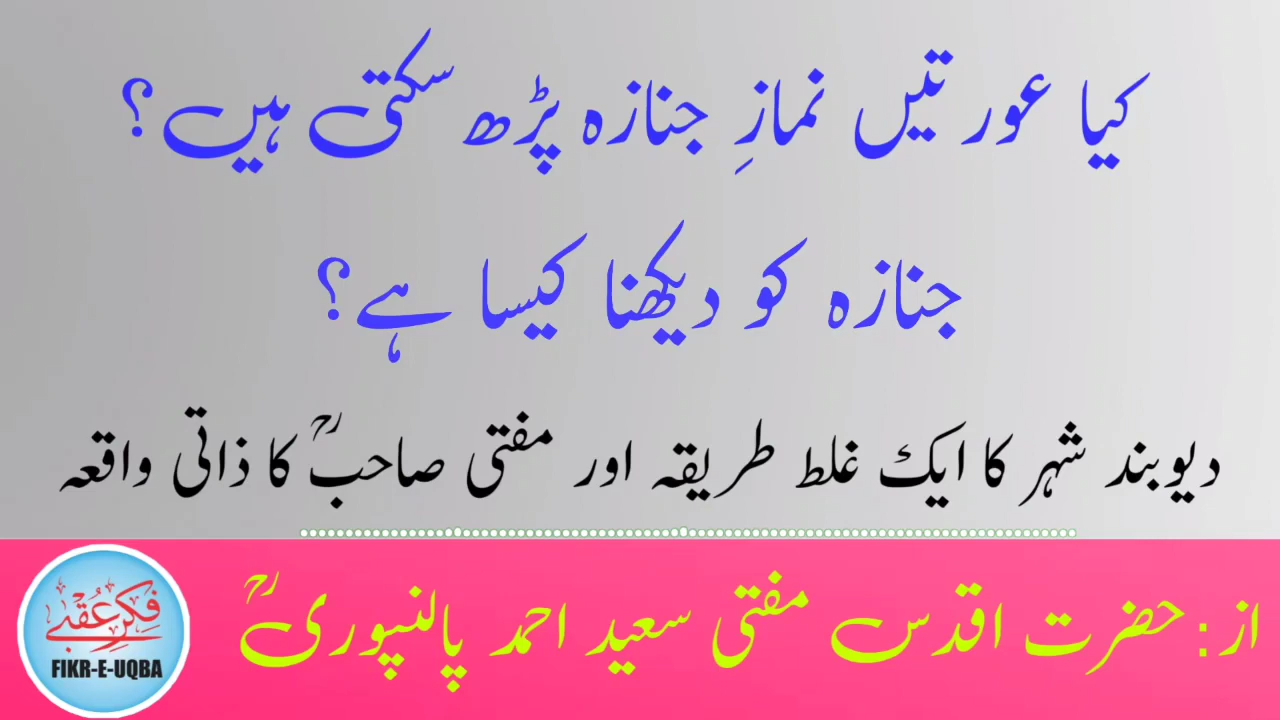 کیا عورتیں نمازِ جنازہ پڑھ سکتی ہیں؟
جنازہ کو دیکھنا کیسا ہے؟
دیوبند شہر کا ایک غلط طریقہ اور مفتی صاحبؒ کا ذاتی واقعہ
از: حضرت اقدس مفتی سعید احمد پالنپوریؒ
فکرِ عُقبیٰ
FIKR-E-UQBA